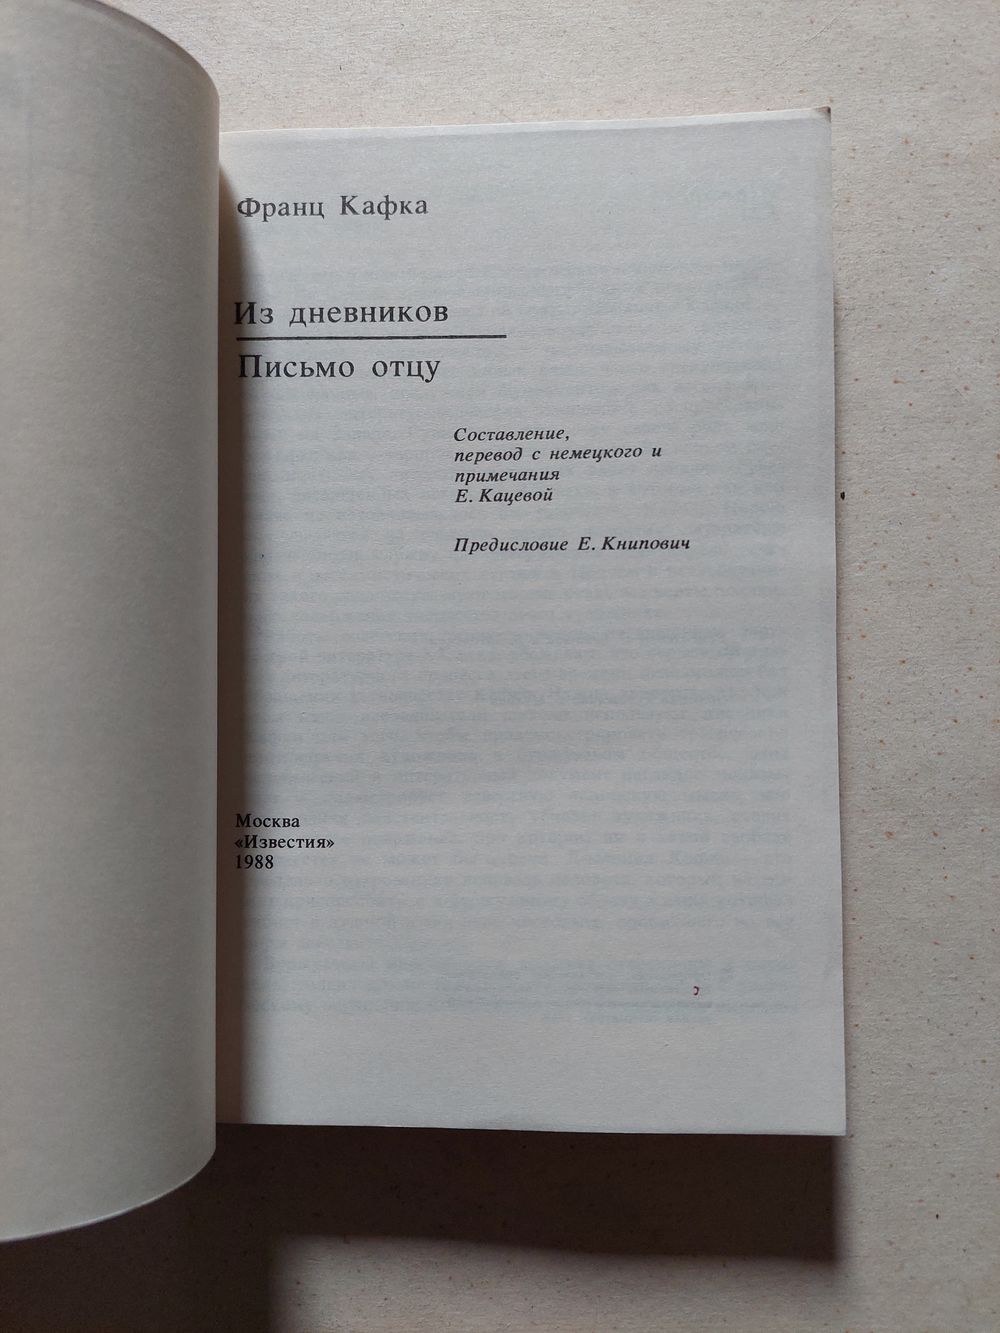 Франц Кафка
Из дневников
Письмо отцу
Составление,
перевод с немецкого и
примечания
Е. Кацевой
Предисловие Е. Книпович
Москва
«Известия»
1988